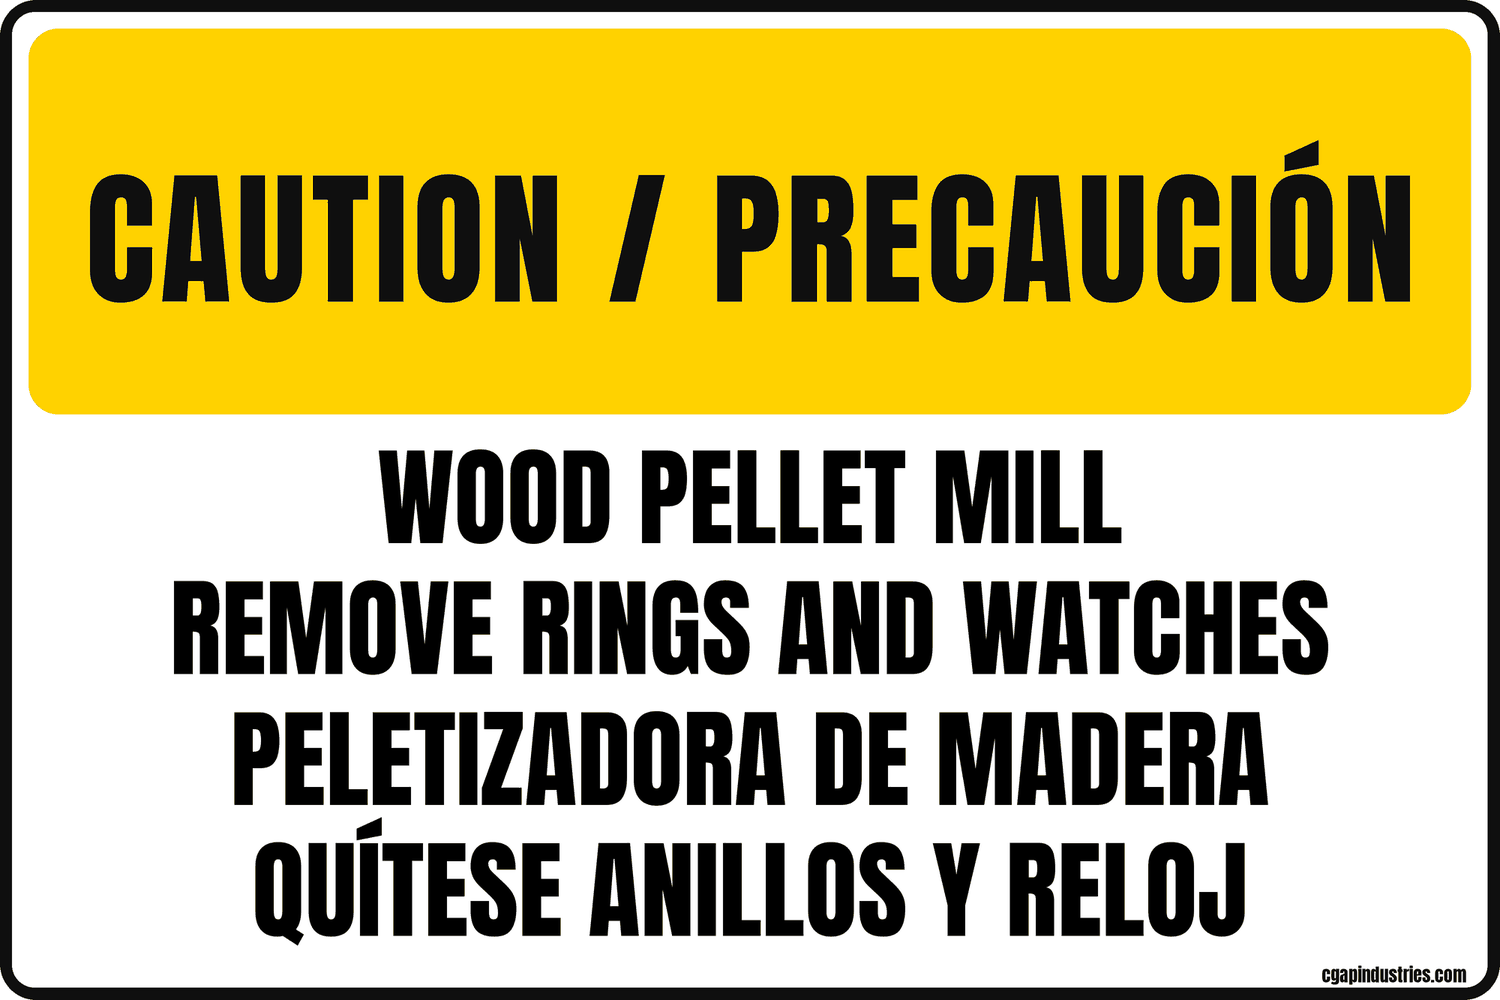 CAUTION / PRECAUCIÓN
WOOD PELLET MILL
REMOVE RINGS AND WATCHES
PELETIZADORA DE MADERA
QUÍTESE ANILLOS Y RELOJ
cgapindustries.com